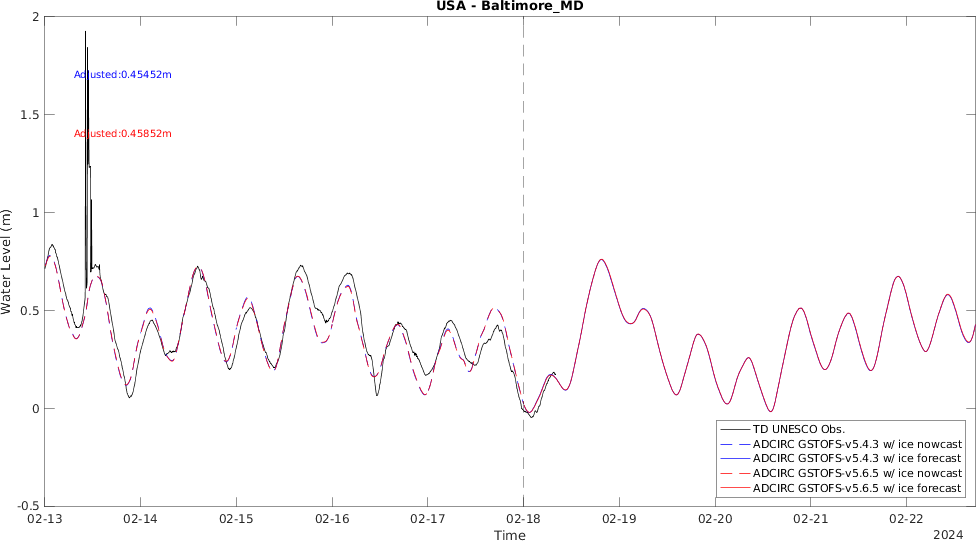 USA - Baltimore_MD
2
1.5
1
0.5
0
-0.5
Water Level (m)
Adjusted:0.45452m
Adjusted:0.45852m
TD UNESCO Obs.
ADCIRC GSTOFS-v5.4.3 w/ ice nowcast
ADCIRC GSTOFS-v5.4.3 w/ ice forecast
ADCIRC GSTOFS-v5.6.5 w/ ice nowcast
ADCIRC GSTOFS-v5.6.5 w/ ice forecast
02-13 02-14 02-15 02-16 02-17 02-18 02-19 02-20 02-21 02-22
Time
2024